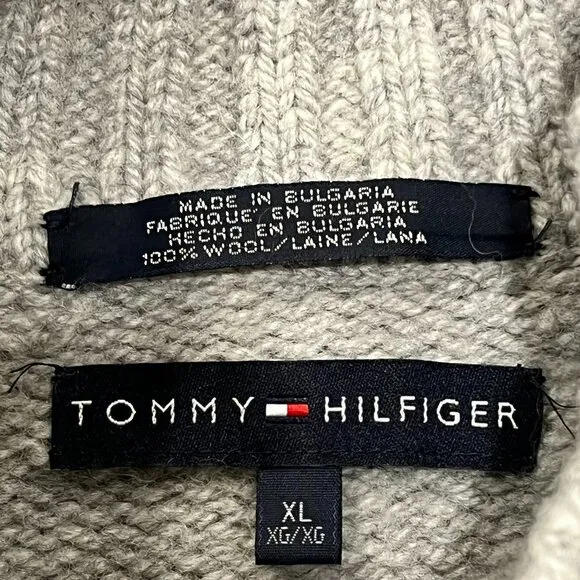 MADE IN BULGARIA
FABRIQUE' EN BULGARIE
HECHO EN BULGARIA
100% WOOL/LAINE/LANA
TOMMY HILFIGER
XL
XG/XG